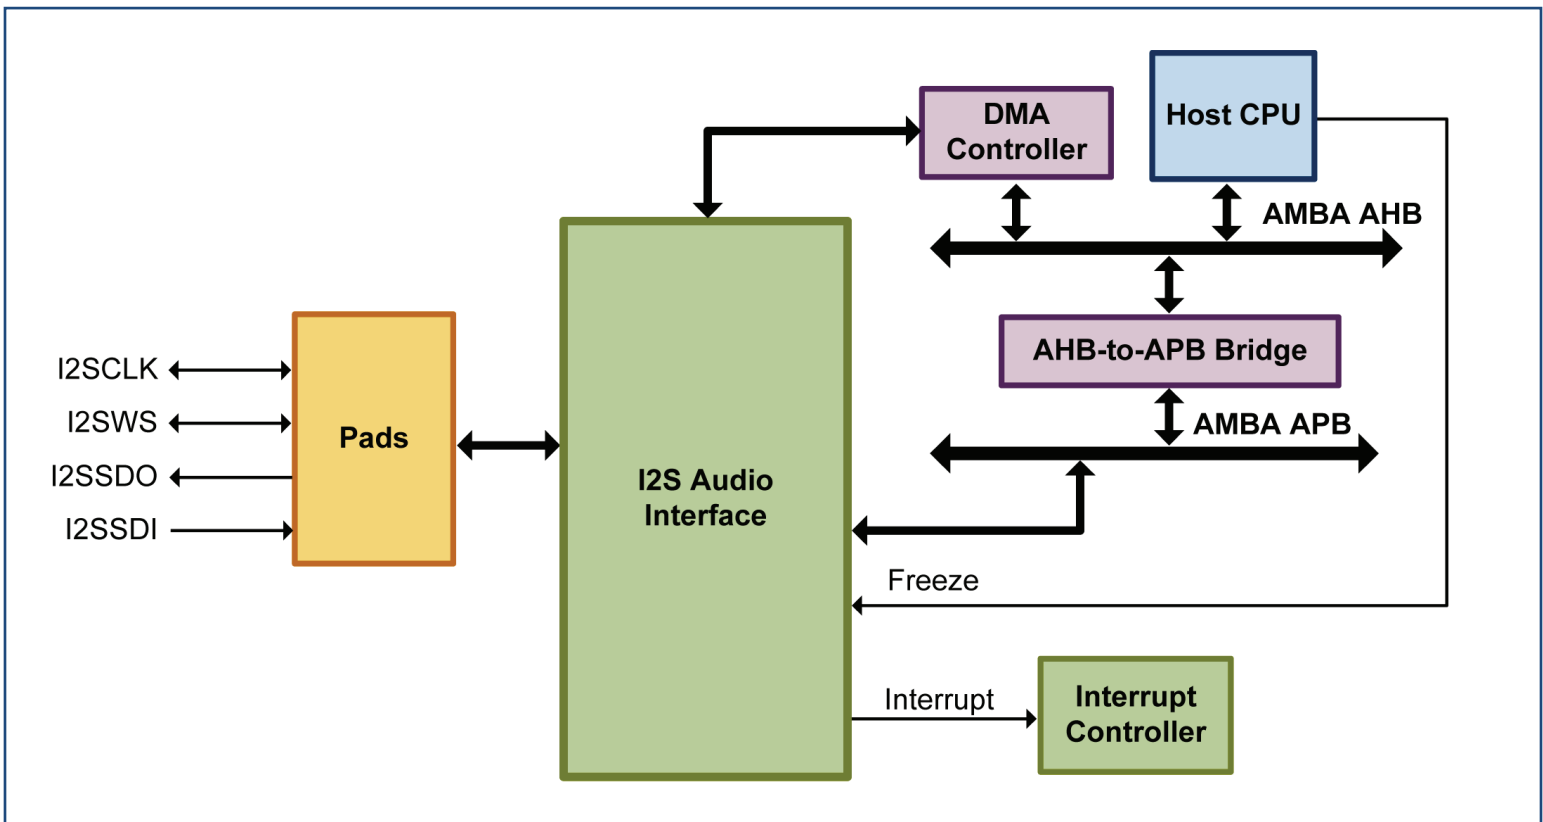 DMA
Controller
Host CPU
AMBA AHB
AHB-to-APB Bridge
AMBA APB
I2SCLK
I2SWS
I2SSDO
I2SSDI
Pads
I2S Audio
Interface
Freeze
Interrupt
Interrupt
Controller